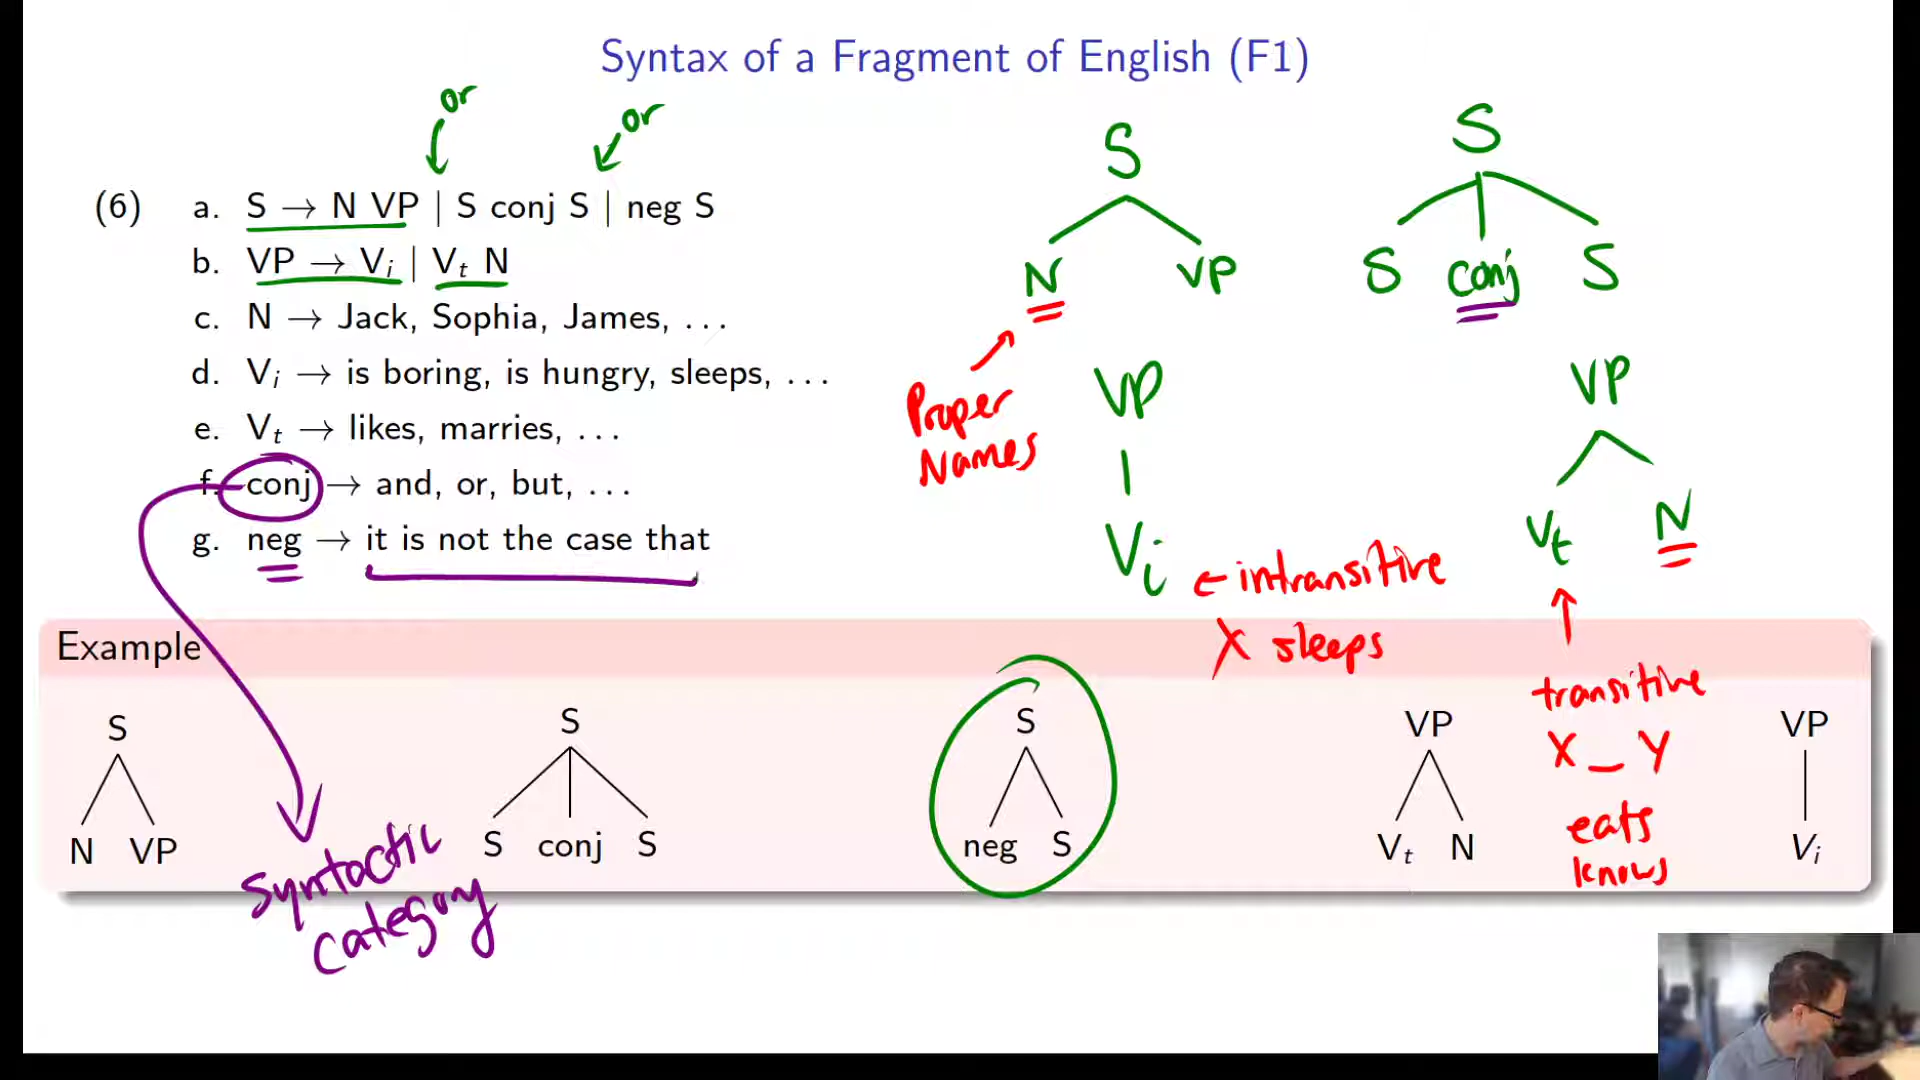 Syntax of a Fragment of English (F1)
or
or
(6) a. S → N VP | S conj S | neg S
b. VP → Vᵢ | Vₜ N
c. N → Jack, Sophia, James, ...
d. Vᵢ → is boring, is hungry, sleeps, ...
e. Vₜ → likes, marries, ...
f. conj → and, or, but, ...
g. neg → it is not the case that
S
N VP
Proper
Names
S
S conj S
VP
Vᵢ
← intransitive
X sleeps
VP
Vₜ N
transitive
X _ Y
eats
knows
Example
S
N VP
S
S conj S
S
neg S
VP
Vₜ N
VP
Vᵢ
syntactic
category